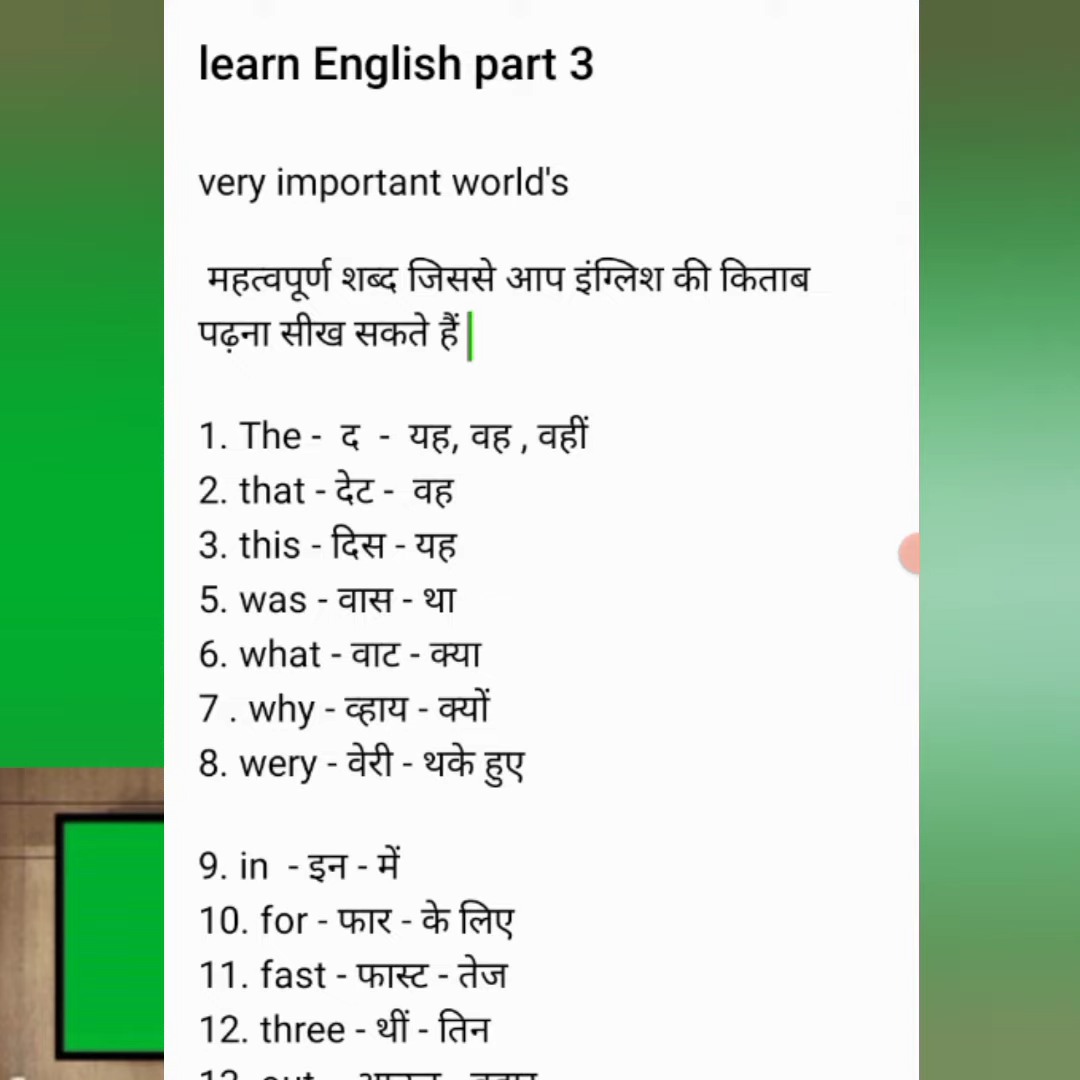 learn English part 3
very important world's
महत्वपूर्ण शब्द जिससे आप इंग्लिश की किताब
पढ़ना सीख सकते हैं
1. The - द - यह, वह , वहीं
2. that - देट - वह
3. this - दिस - यह
5. was - वास - था
6. what - वाट - क्या
7 . why - व्हाय - क्यों
8. wery - वेरी - थके हुए
9. in - इन - में
10. for - फार - के लिए
11. fast - फास्ट - तेज
12. three - थीं - तिन